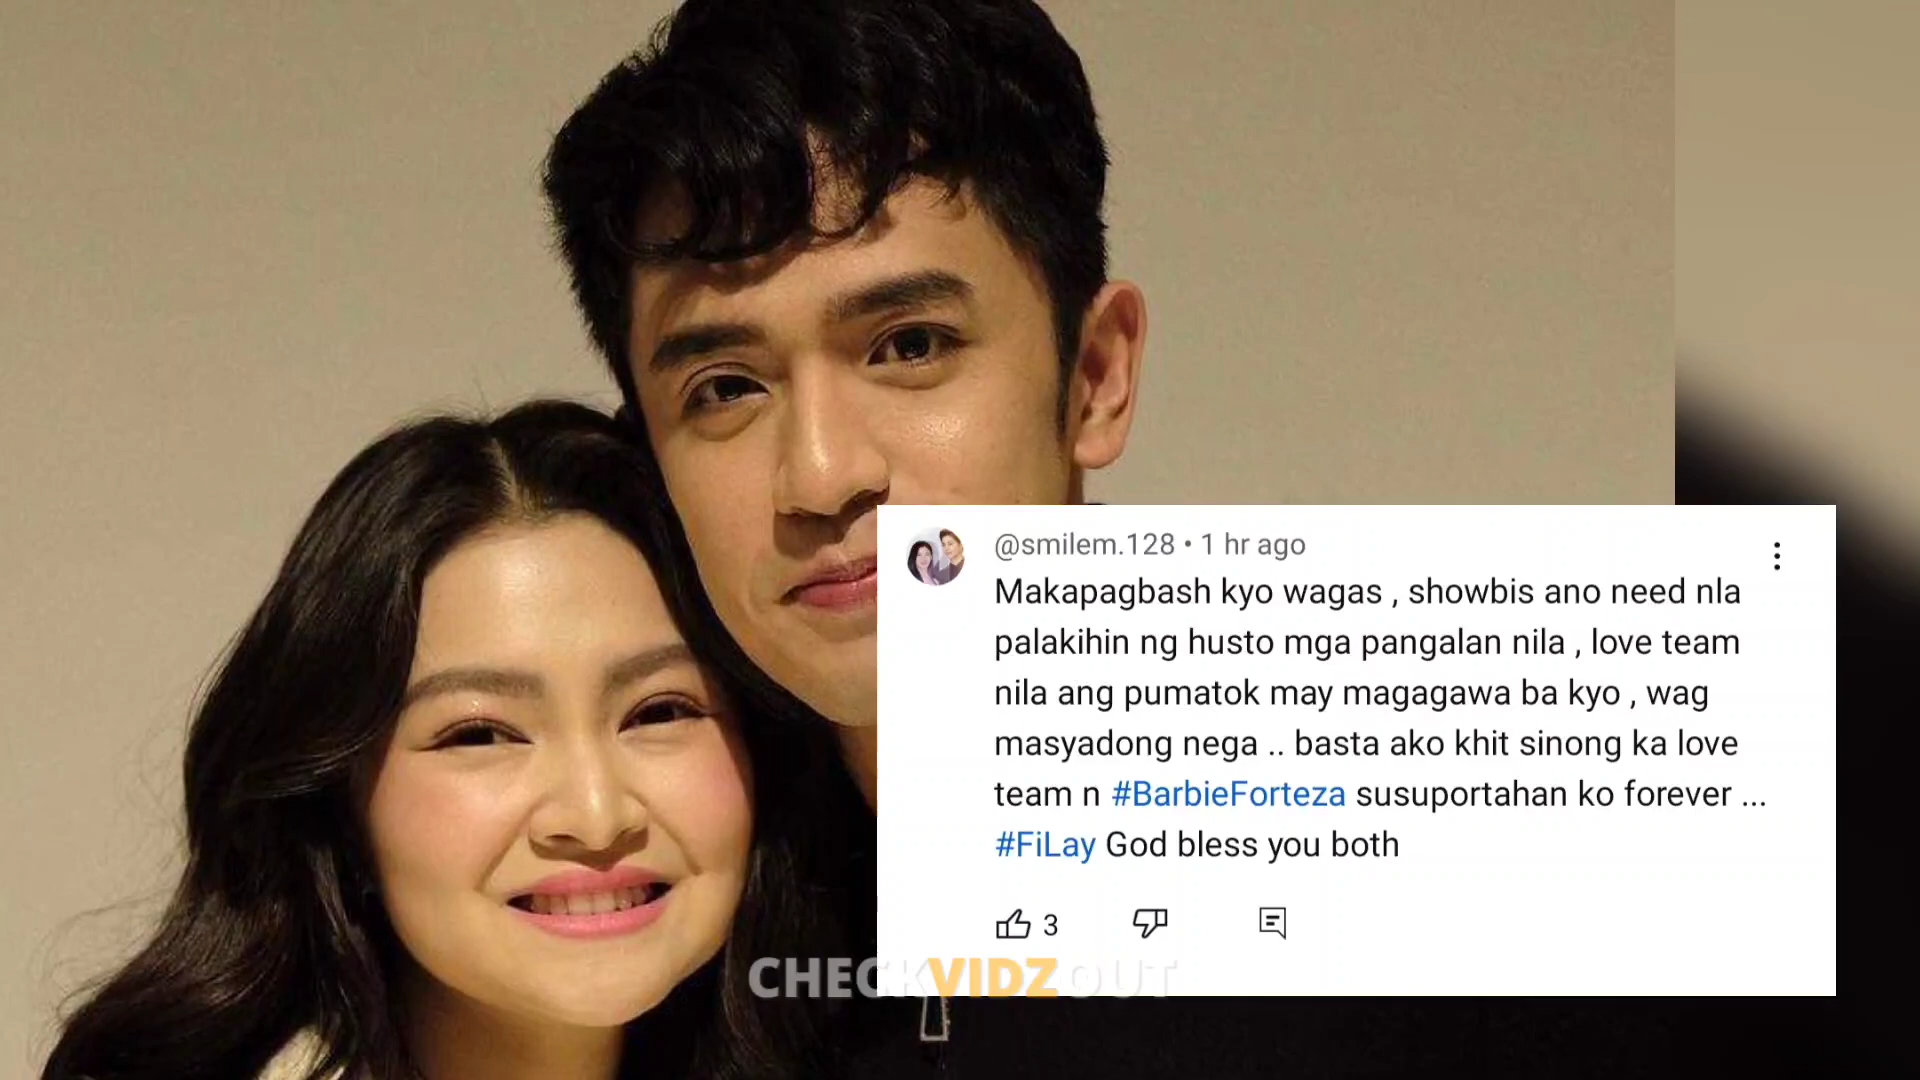 @smilem.128 • 1 hr ago
Makapagbash kyo wagas , showbis ano need nla
palakihin ng husto mga pangalan nila , love team
nila ang pumatok may magagawa ba kyo , wag
masyadong nega .. basta ako khit sinong ka love
team n #BarbieForteza susuportahan ko forever ...
#FiLay God bless you both
3
CHECKVIDZOUT